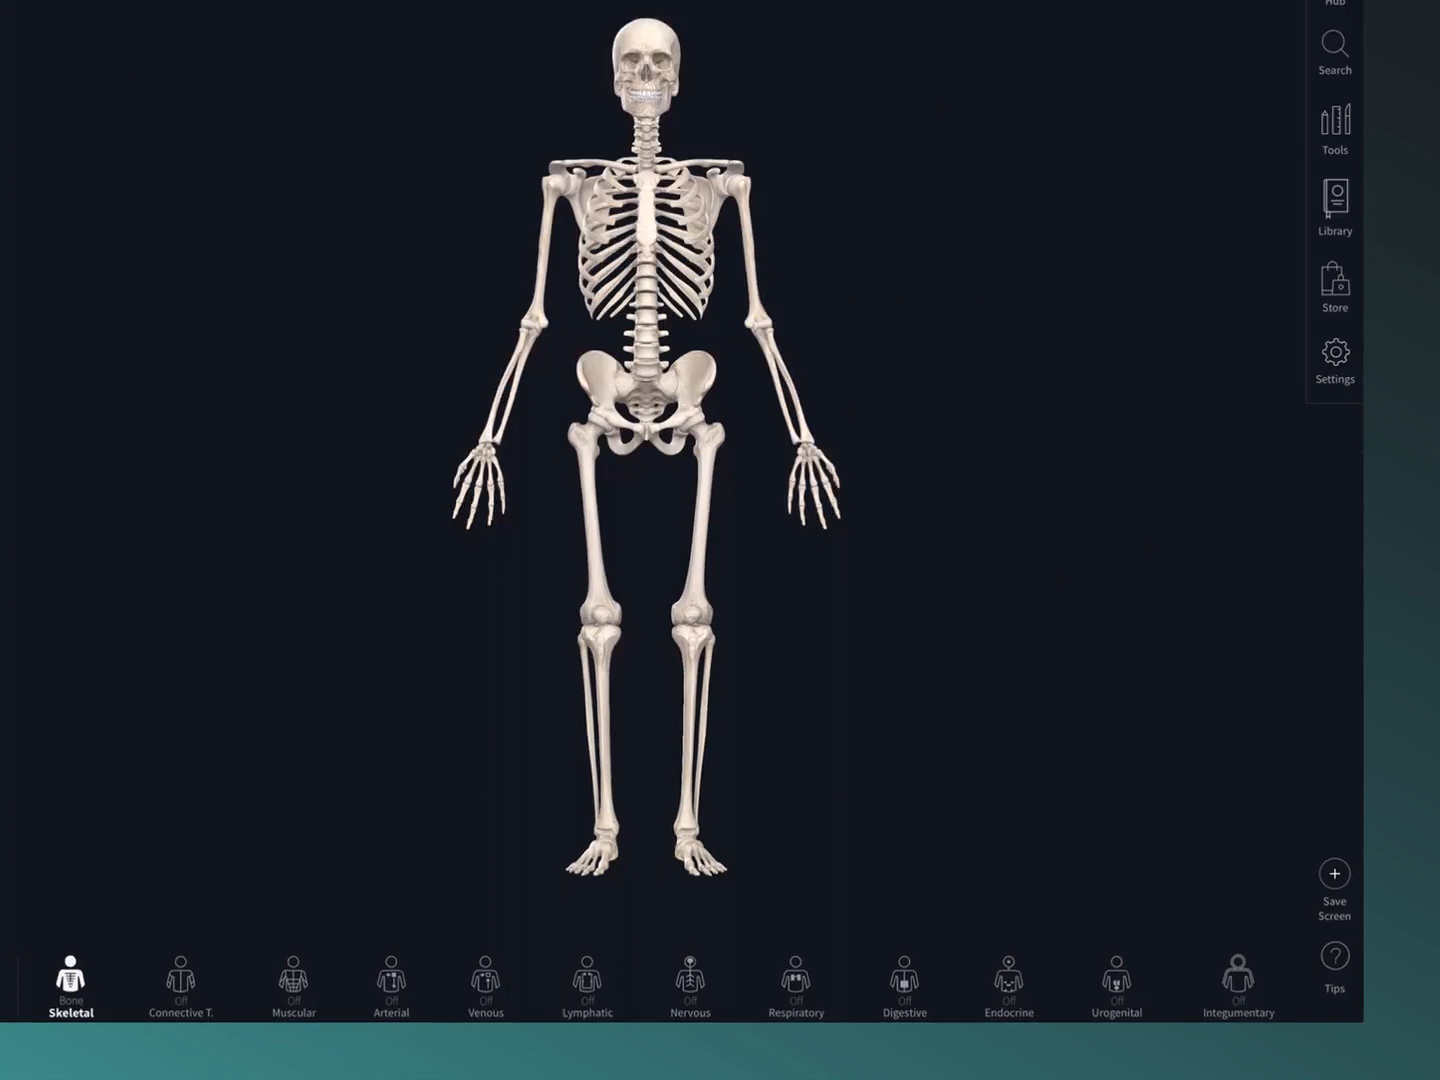 Hub
Search
Tools
Library
Store
Settings
+
Save
Screen
?
Tips
Bone
Skeletal
Off
Connective T.
Off
Muscular
Off
Arterial
Off
Venous
Off
Lymphatic
Off
Nervous
Off
Respiratory
Off
Digestive
Off
Endocrine
Off
Urogenital
Off
Integumentary